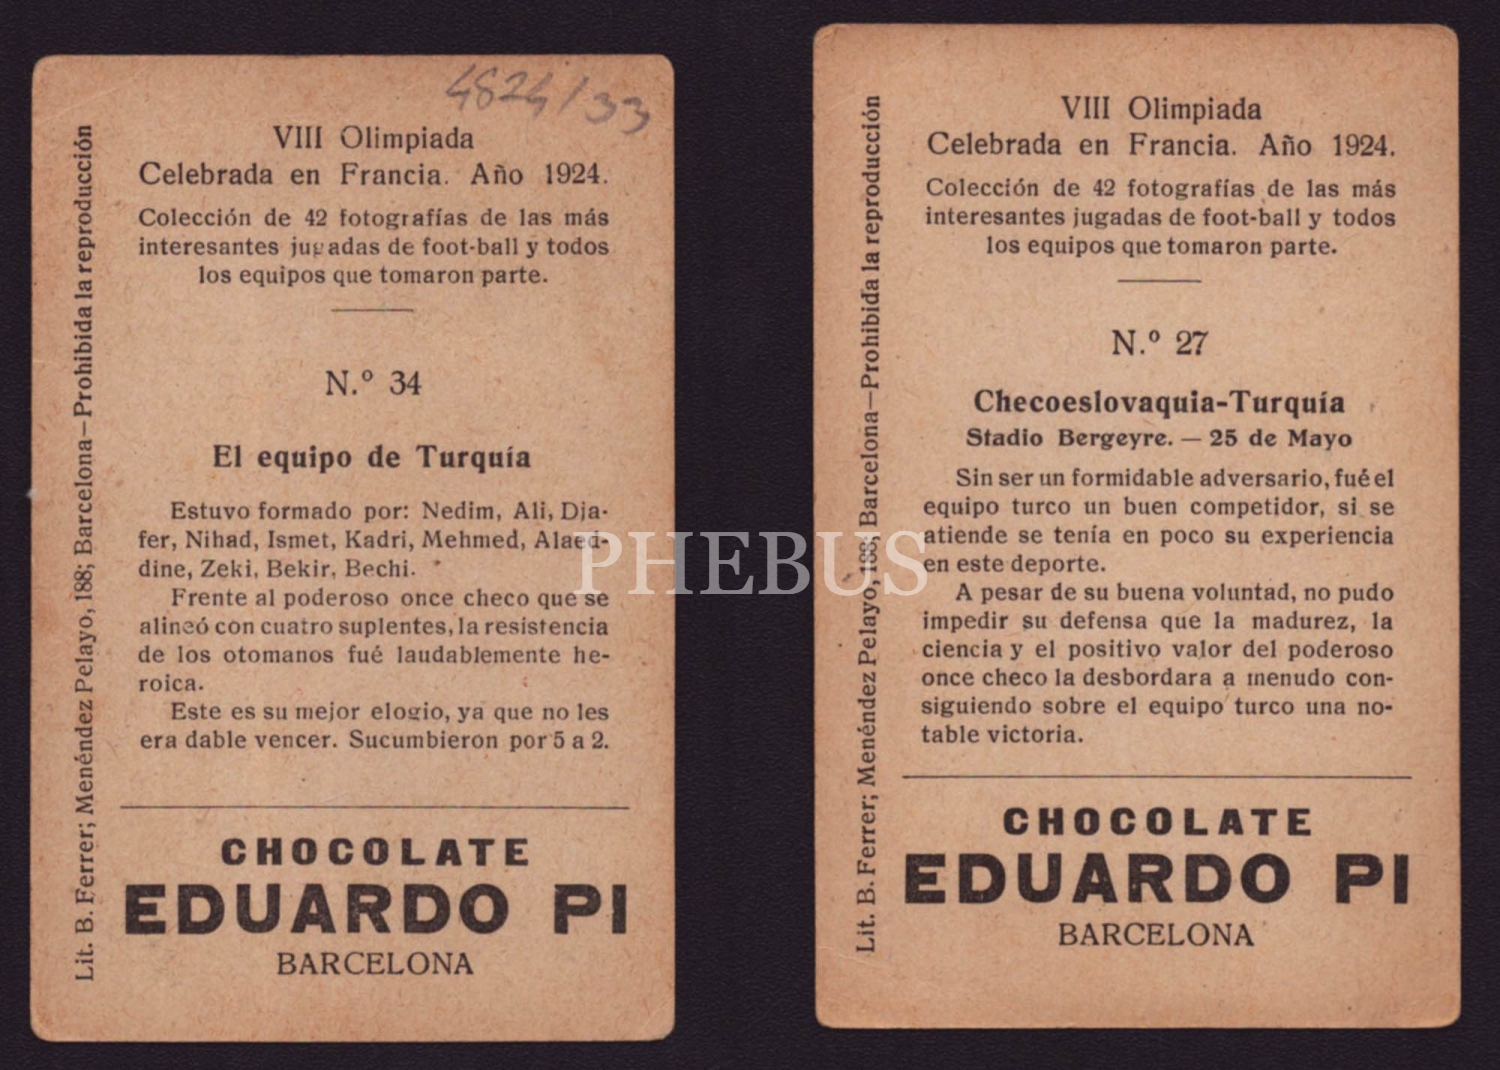 4824/33
VIII Olimpiada
Celebrada en Francia. Año 1924.
Colección de 42 fotografías de las más
interesantes jugadas de foot-ball y todos
los equipos que tomaron parte.
N.º 34
El equipo de Turquía
Estuvo formado por: Nedim, Ali, Dja-
fer, Nihad, Ismet, Kadri, Mehmed, Alaed-
dine, Zeki, Bekir, Bechi.
Frente al poderoso once checo que se
alineó con cuatro suplentes, la resistencia
de los otomanos fué laudablemente he-
roica.
Este es su mejor elogio, ya que no les
era dable vencer. Sucumbieron por 5 a 2.
CHOCOLATE
EDUARDO PI
BARCELONA
Lit. B. Ferrer; Menéndez Pelayo, 188; Barcelona—Prohibida la reproducción
VIII Olimpiada
Celebrada en Francia. Año 1924.
Colección de 42 fotografías de las más
interesantes jugadas de foot-ball y todos
los equipos que tomaron parte.
N.º 27
Checoeslovaquia-Turquía
Stadio Bergeyre. — 25 de Mayo
Sin ser un formidable adversario, fué el
equipo turco un buen competidor, si se
atiende se tenía en poco su experiencia
en este deporte.
A pesar de su buena voluntad, no pudo
impedir su defensa que la madurez, la
ciencia y el positivo valor del poderoso
once checo la desbordara a menudo con-
siguiendo sobre el equipo turco una no-
table victoria.
CHOCOLATE
EDUARDO PI
BARCELONA
Lit. B. Ferrer; Menéndez Pelayo, 188; Barcelona—Prohibida la reproducción
PHEBUS